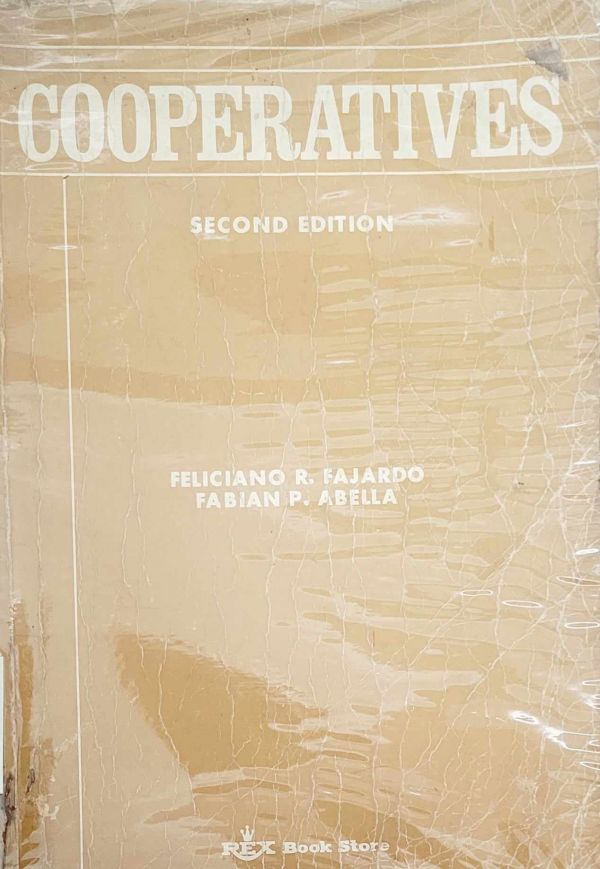 COOPERATIVES
SECOND EDITION
FELICIANO R. FAJARDO
FABIAN P. ABELLA
REX Book Store